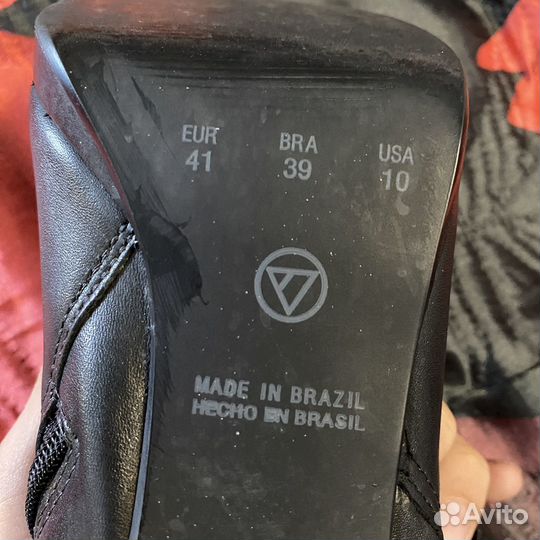 EUR BRA USA
41 39 10
MADE IN BRAZIL
HECHO EN BRASIL
Avito